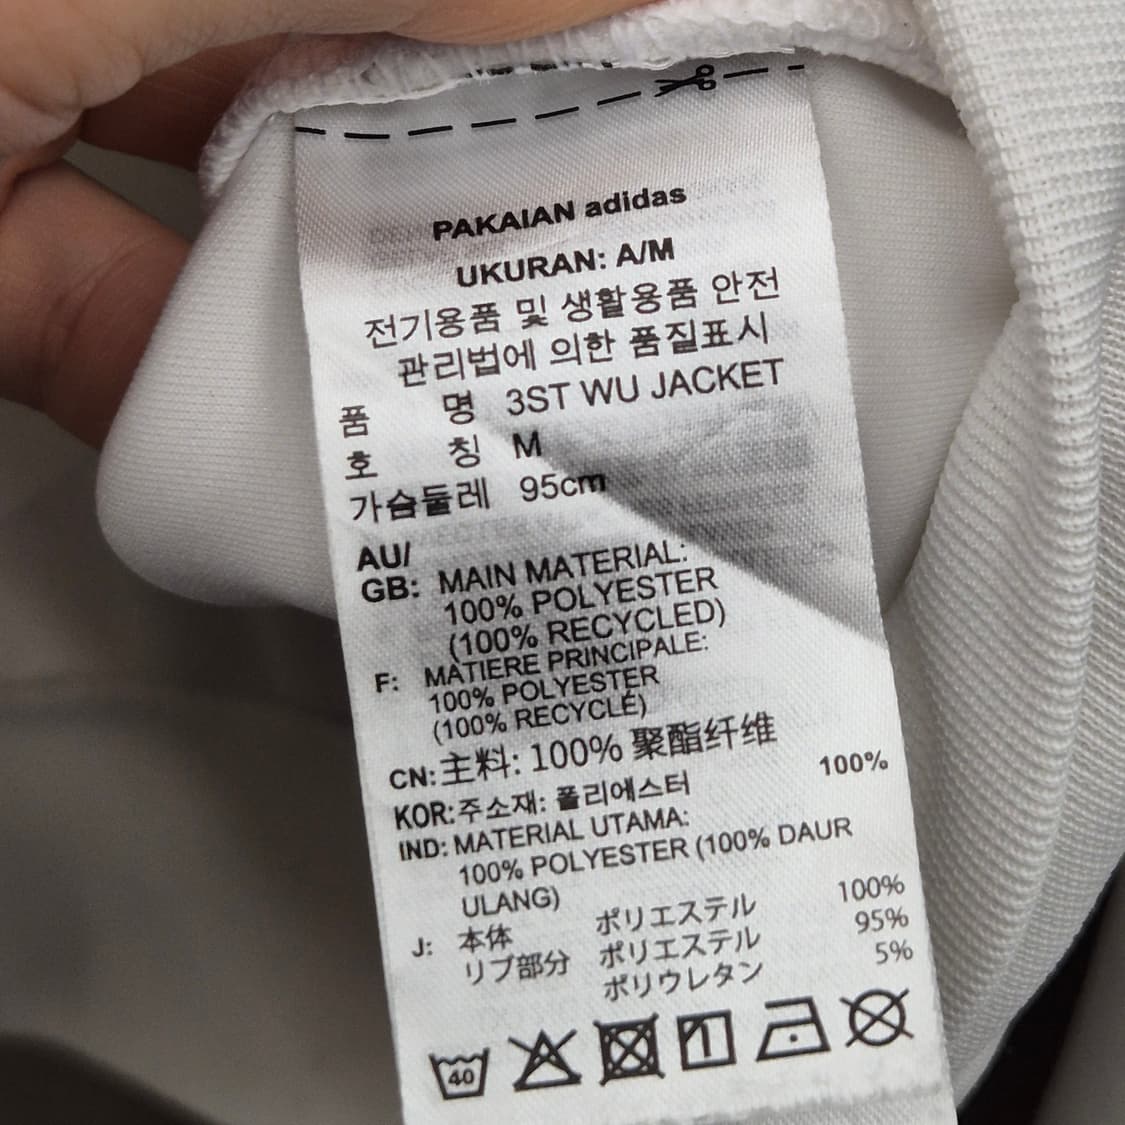 PAKAIAN adidas
UKURAN: A/M
전기용품 및 생활용품 안전
관리법에 의한 품질표시
품 명 3ST WU JACKET
호 칭 M
가슴둘레 95cm
AU/
GB: MAIN MATERIAL:
100% POLYESTER
(100% RECYCLED)
F: MATIERE PRINCIPALE:
100% POLYESTER
(100% RECYCLÉ)
CN: 主料: 100% 聚酯纤维
KOR: 주소재: 폴리에스터 100%
IND: MATERIAL UTAMA:
100% POLYESTER (100% DAUR
ULANG)
J: 本体 ポリエステル 100%
リブ部分 ポリエステル 95%
ポリウレタン 5%
40